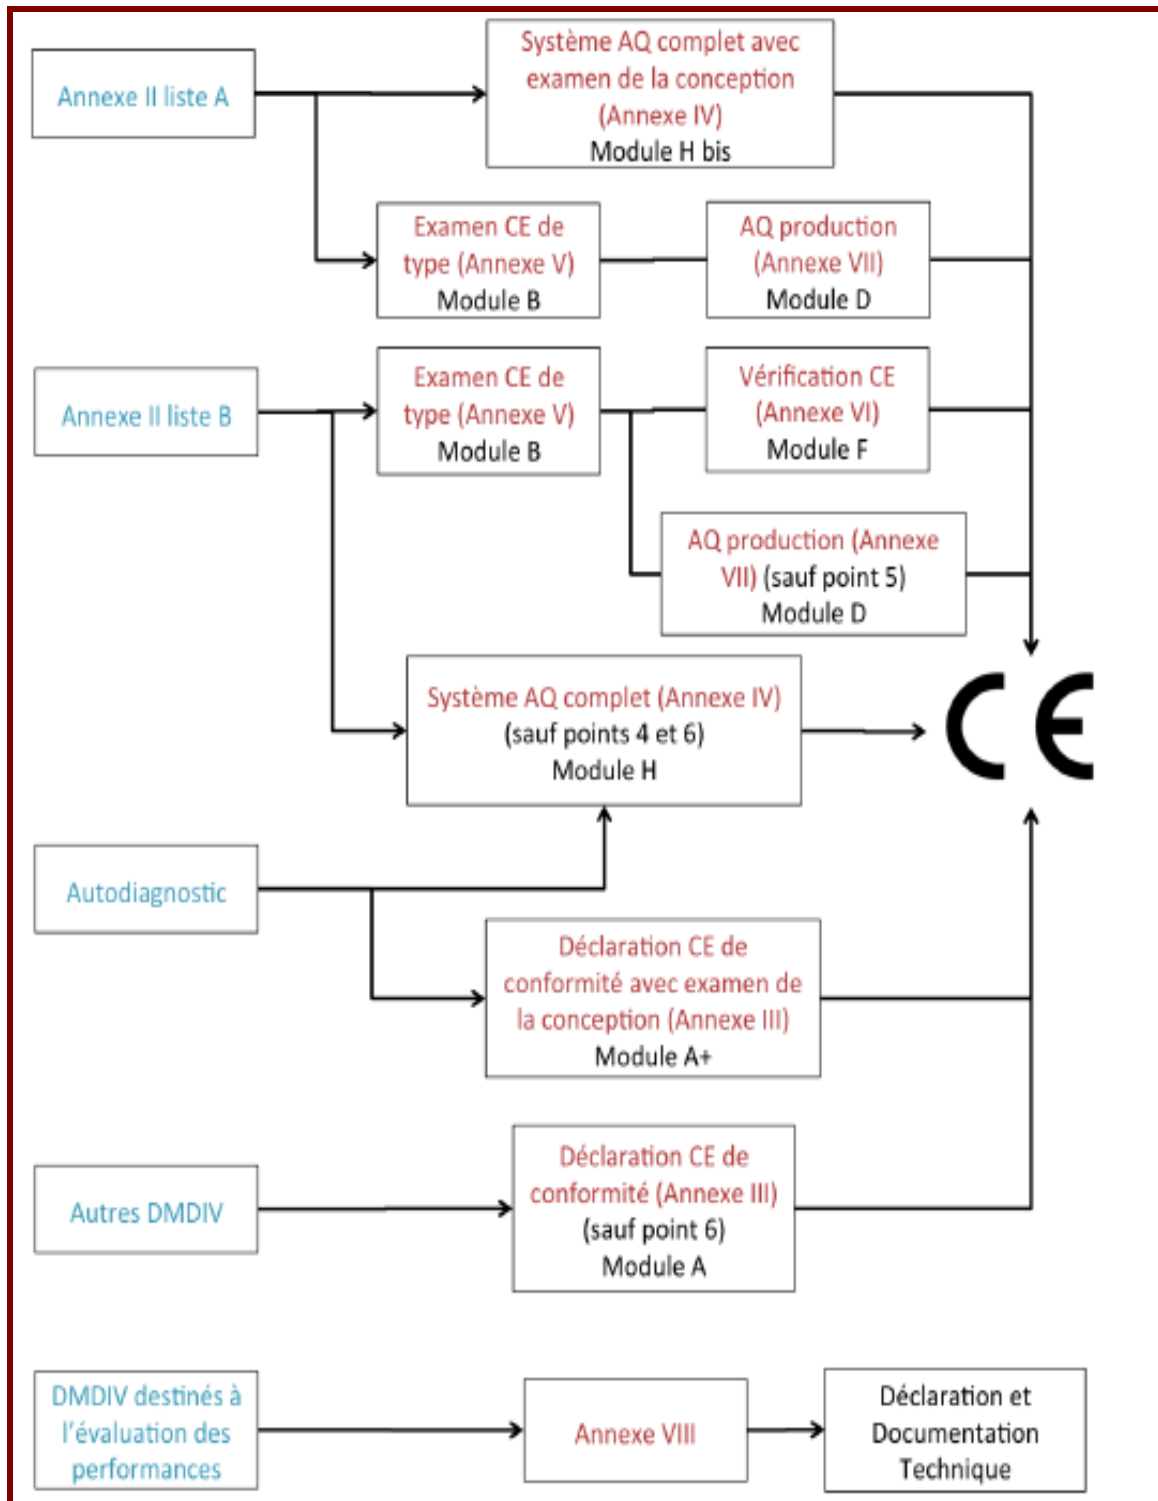 Système AQ complet avec
examen de la conception
(Annexe IV)
Module H bis
Annexe II liste A
Examen CE de
type (Annexe V)
Module B
AQ production
(Annexe VII)
Module D
Annexe II liste B
Examen CE de
type (Annexe V)
Module B
Vérification CE
(Annexe VI)
Module F
AQ production (Annexe
VII) (sauf point 5)
Module D
Système AQ complet (Annexe IV)
(sauf points 4 et 6)
Module H
CE
Autodiagnostic
Déclaration CE de
conformité avec examen de
la conception (Annexe III)
Module A+
Autres DMDIV
Déclaration CE de
conformité (Annexe III)
(sauf point 6)
Module A
DMDIV destinés à
l'évaluation des
performances
Annexe VIII
Déclaration et
Documentation
Technique